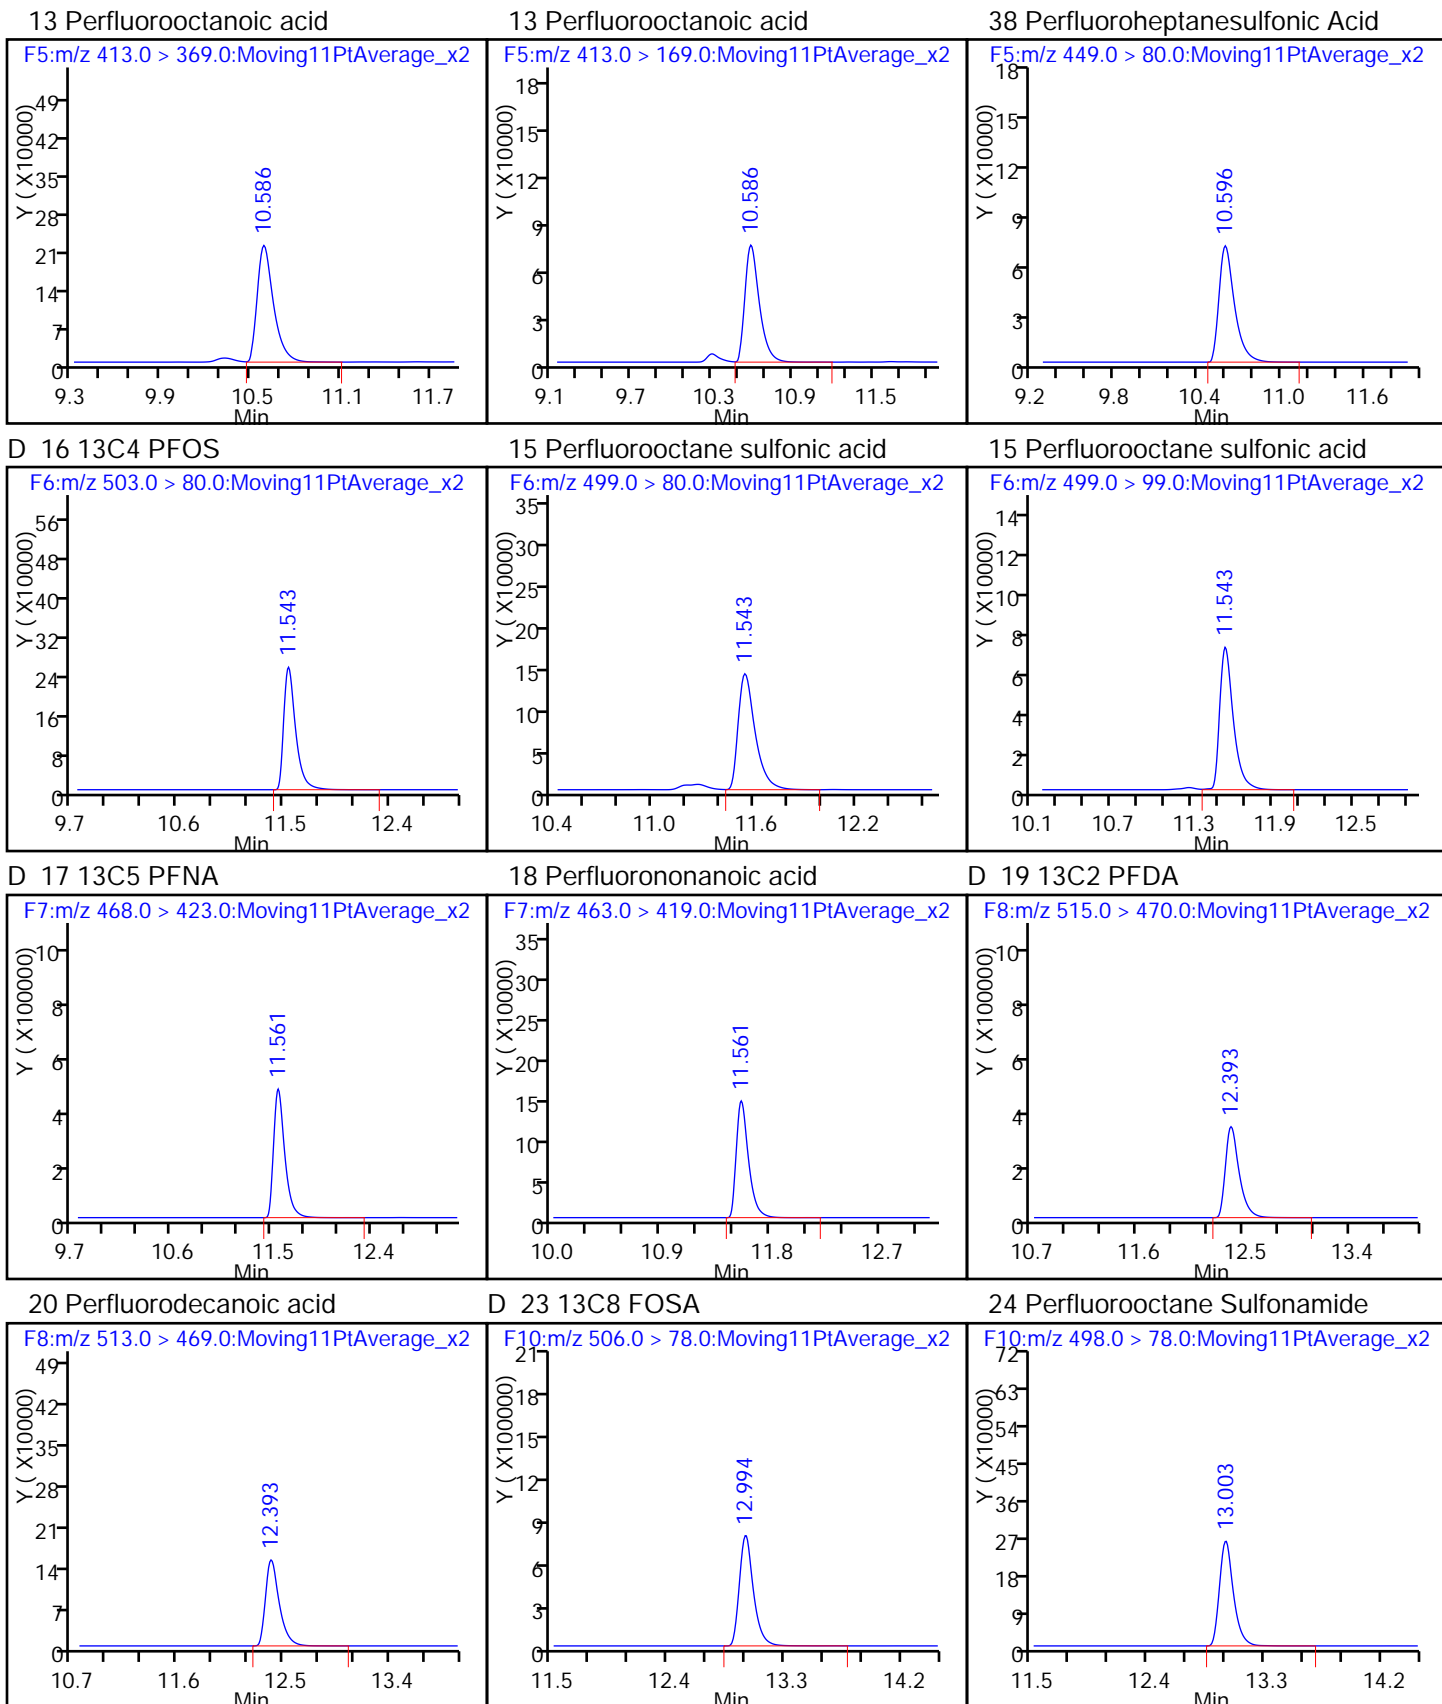 13 Perfluorooctanoic acid
F5:m/z 413.0 > 369.0:Moving11PtAverage_x2
Y ( X10000)
49
42
35
28
21
14
7
0
10.586
9.3 9.9 10.5 11.1 11.7
Min
13 Perfluorooctanoic acid
F5:m/z 413.0 > 169.0:Moving11PtAverage_x2
Y ( X10000)
18
15
12
9
6
3
0
10.586
9.1 9.7 10.3 10.9 11.5
Min
38 Perfluoroheptanesulfonic Acid
F5:m/z 449.0 > 80.0:Moving11PtAverage_x2
Y ( X10000)
18
15
12
9
6
3
0
10.596
9.2 9.8 10.4 11.0 11.6
Min
D 16 13C4 PFOS
F6:m/z 503.0 > 80.0:Moving11PtAverage_x2
Y ( X10000)
56
48
40
32
24
16
8
0
11.543
9.7 10.6 11.5 12.4
Min
15 Perfluorooctane sulfonic acid
F6:m/z 499.0 > 80.0:Moving11PtAverage_x2
Y ( X10000)
35
30
25
20
15
10
5
0
11.543
10.4 11.0 11.6 12.2
Min
15 Perfluorooctane sulfonic acid
F6:m/z 499.0 > 99.0:Moving11PtAverage_x2
Y ( X10000)
14
12
10
8
6
4
2
0
11.543
10.1 10.7 11.3 11.9 12.5
Min
D 17 13C5 PFNA
F7:m/z 468.0 > 423.0:Moving11PtAverage_x2
Y ( X100000)
10
8
6
4
2
0
11.561
9.7 10.6 11.5 12.4
Min
18 Perfluorononanoic acid
F7:m/z 463.0 > 419.0:Moving11PtAverage_x2
Y ( X10000)
35
30
25
20
15
10
5
0
11.561
10.0 10.9 11.8 12.7
Min
D 19 13C2 PFDA
F8:m/z 515.0 > 470.0:Moving11PtAverage_x2
Y ( X100000)
10
8
6
4
2
0
12.393
10.7 11.6 12.5 13.4
Min
20 Perfluorodecanoic acid
F8:m/z 513.0 > 469.0:Moving11PtAverage_x2
Y ( X10000)
49
42
35
28
21
14
7
0
12.393
10.7 11.6 12.5 13.4
Min
D 23 13C8 FOSA
F10:m/z 506.0 > 78.0:Moving11PtAverage_x2
Y ( X100000)
21
18
15
12
9
6
3
0
12.994
11.5 12.4 13.3 14.2
Min
24 Perfluorooctane Sulfonamide
F10:m/z 498.0 > 78.0:Moving11PtAverage_x2
Y ( X10000)
72
63
54
45
36
27
18
9
0
13.003
11.5 12.4 13.3 14.2
Min